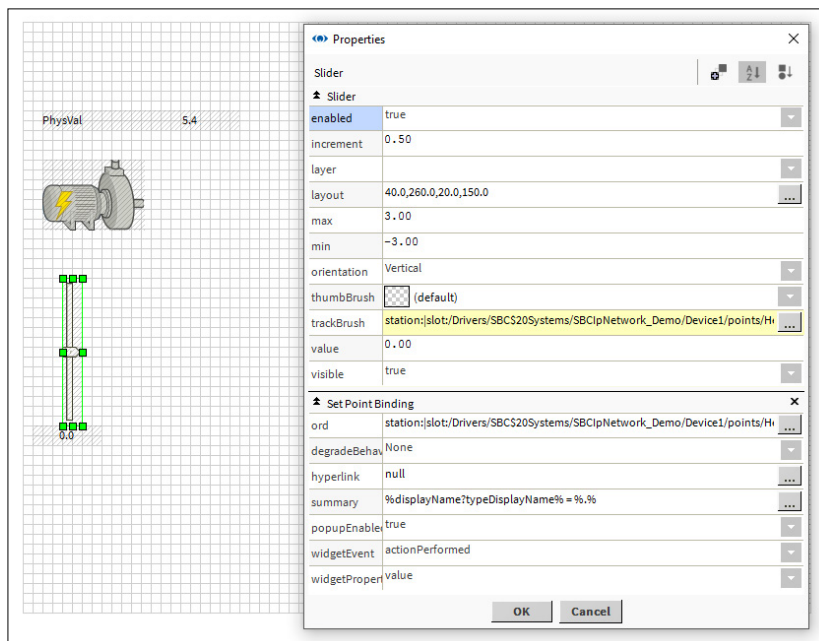 Properties
Slider
PhysVal 5.4
Slider
enabled true
increment 0.50
layer
layout 40.0,260.0,20.0,150.0 ...
max 3.00
min -3.00
orientation Vertical
thumbBrush (default)
trackBrush station:|slot:/Drivers/SBC$20Systems/SBCIpNetwork_Demo/Device1/points/He ...
value 0.00
visible true
Set Point Binding
0.0
ord station:|slot:/Drivers/SBC$20Systems/SBCIpNetwork_Demo/Device1/points/He ...
degradeBehav None
hyperlink null ...
summary %displayName?typeDisplayName% = %.% ...
popupEnable true
widgetEvent actionPerformed
widgetPropert value
OK Cancel